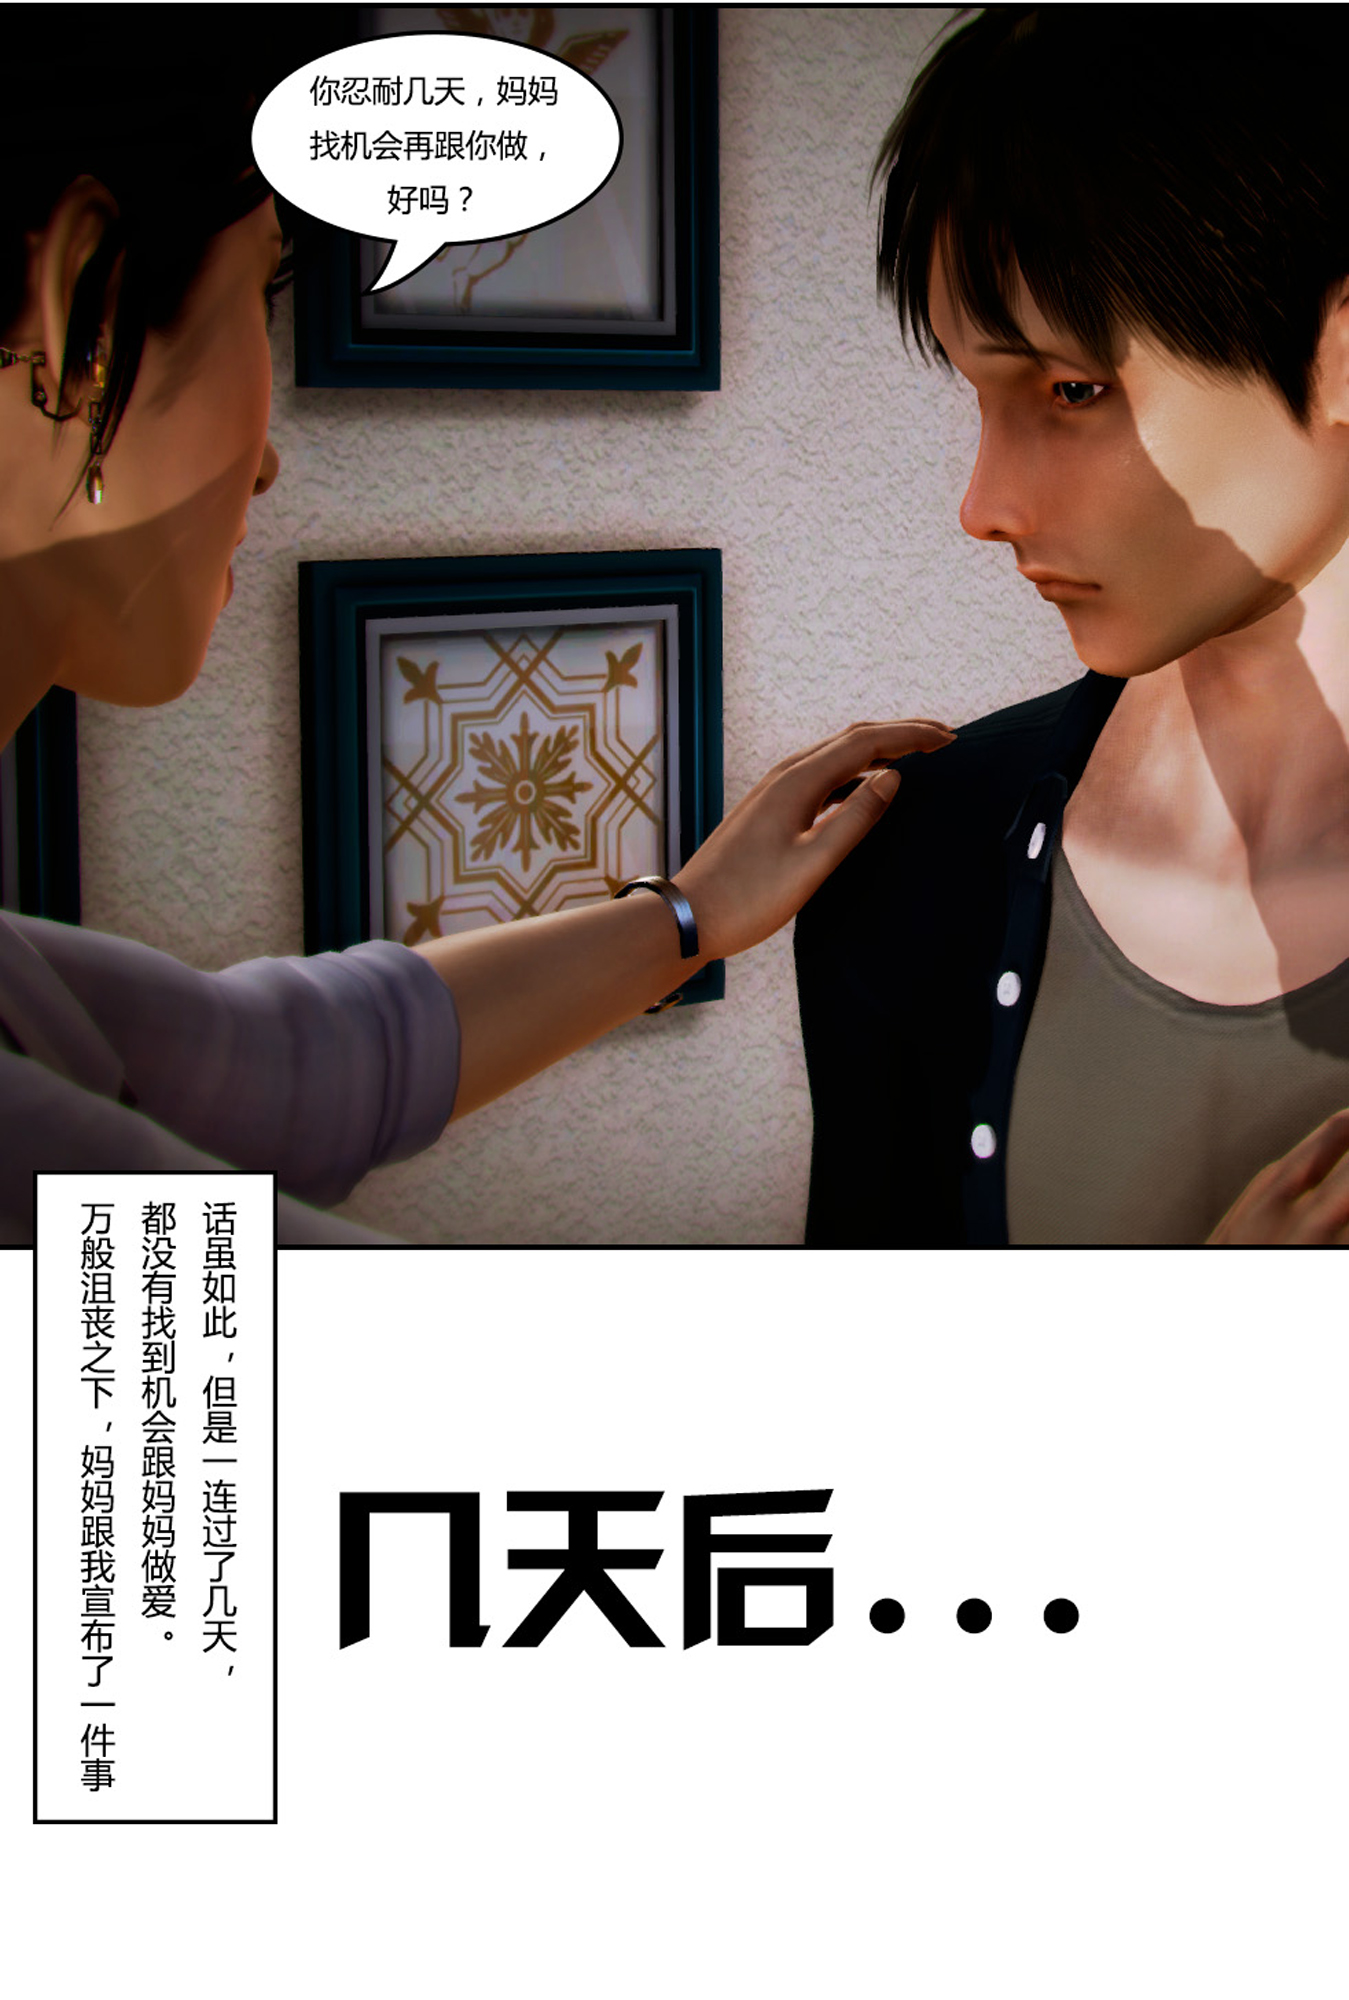 你忍耐几天，妈妈
找机会再跟你做，
好吗？
话虽如此，但是一连过了几天，
都没有找到机会跟妈妈做爱。
万般沮丧之下，妈妈跟我宣布了一件事
几天后...